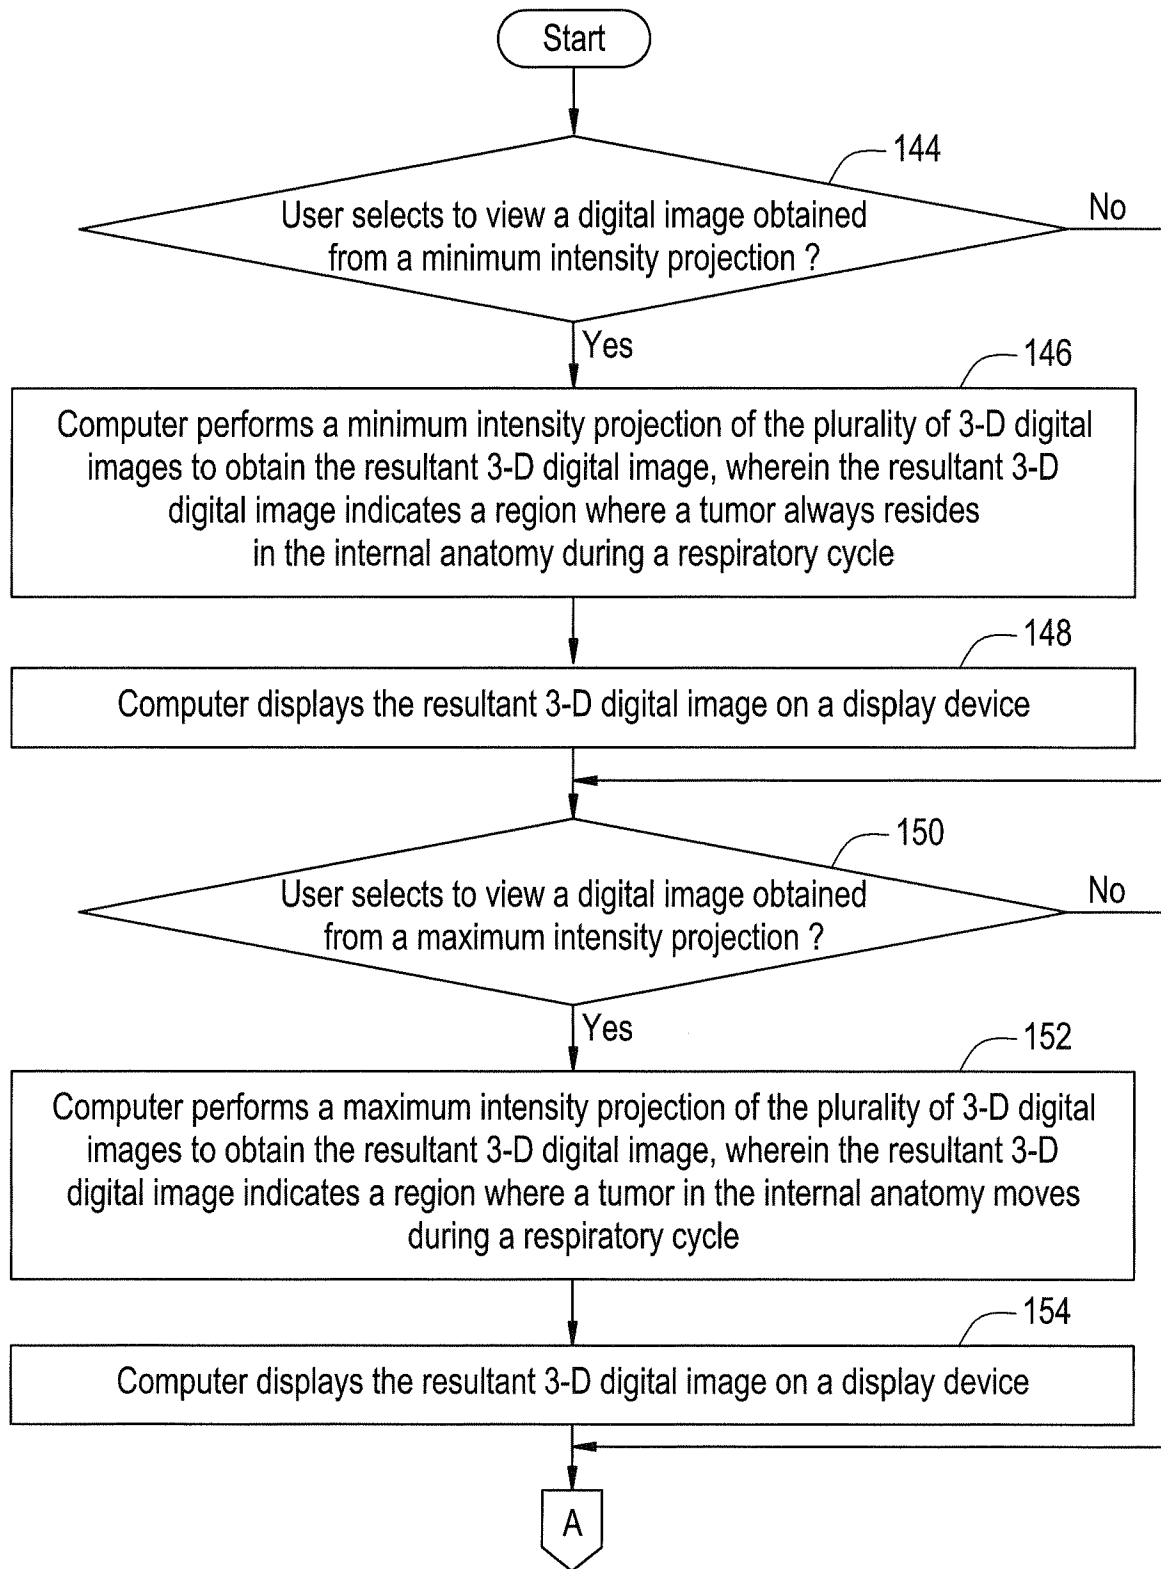 Start
144
User selects to view a digital image obtained
from a minimum intensity projection ?
No
Yes
146
Computer performs a minimum intensity projection of the plurality of 3-D digital
images to obtain the resultant 3-D digital image, wherein the resultant 3-D
digital image indicates a region where a tumor always resides
in the internal anatomy during a respiratory cycle
148
Computer displays the resultant 3-D digital image on a display device
150
User selects to view a digital image obtained
from a maximum intensity projection ?
No
Yes
152
Computer performs a maximum intensity projection of the plurality of 3-D digital
images to obtain the resultant 3-D digital image, wherein the resultant 3-D
digital image indicates a region where a tumor in the internal anatomy moves
during a respiratory cycle
154
Computer displays the resultant 3-D digital image on a display device
A